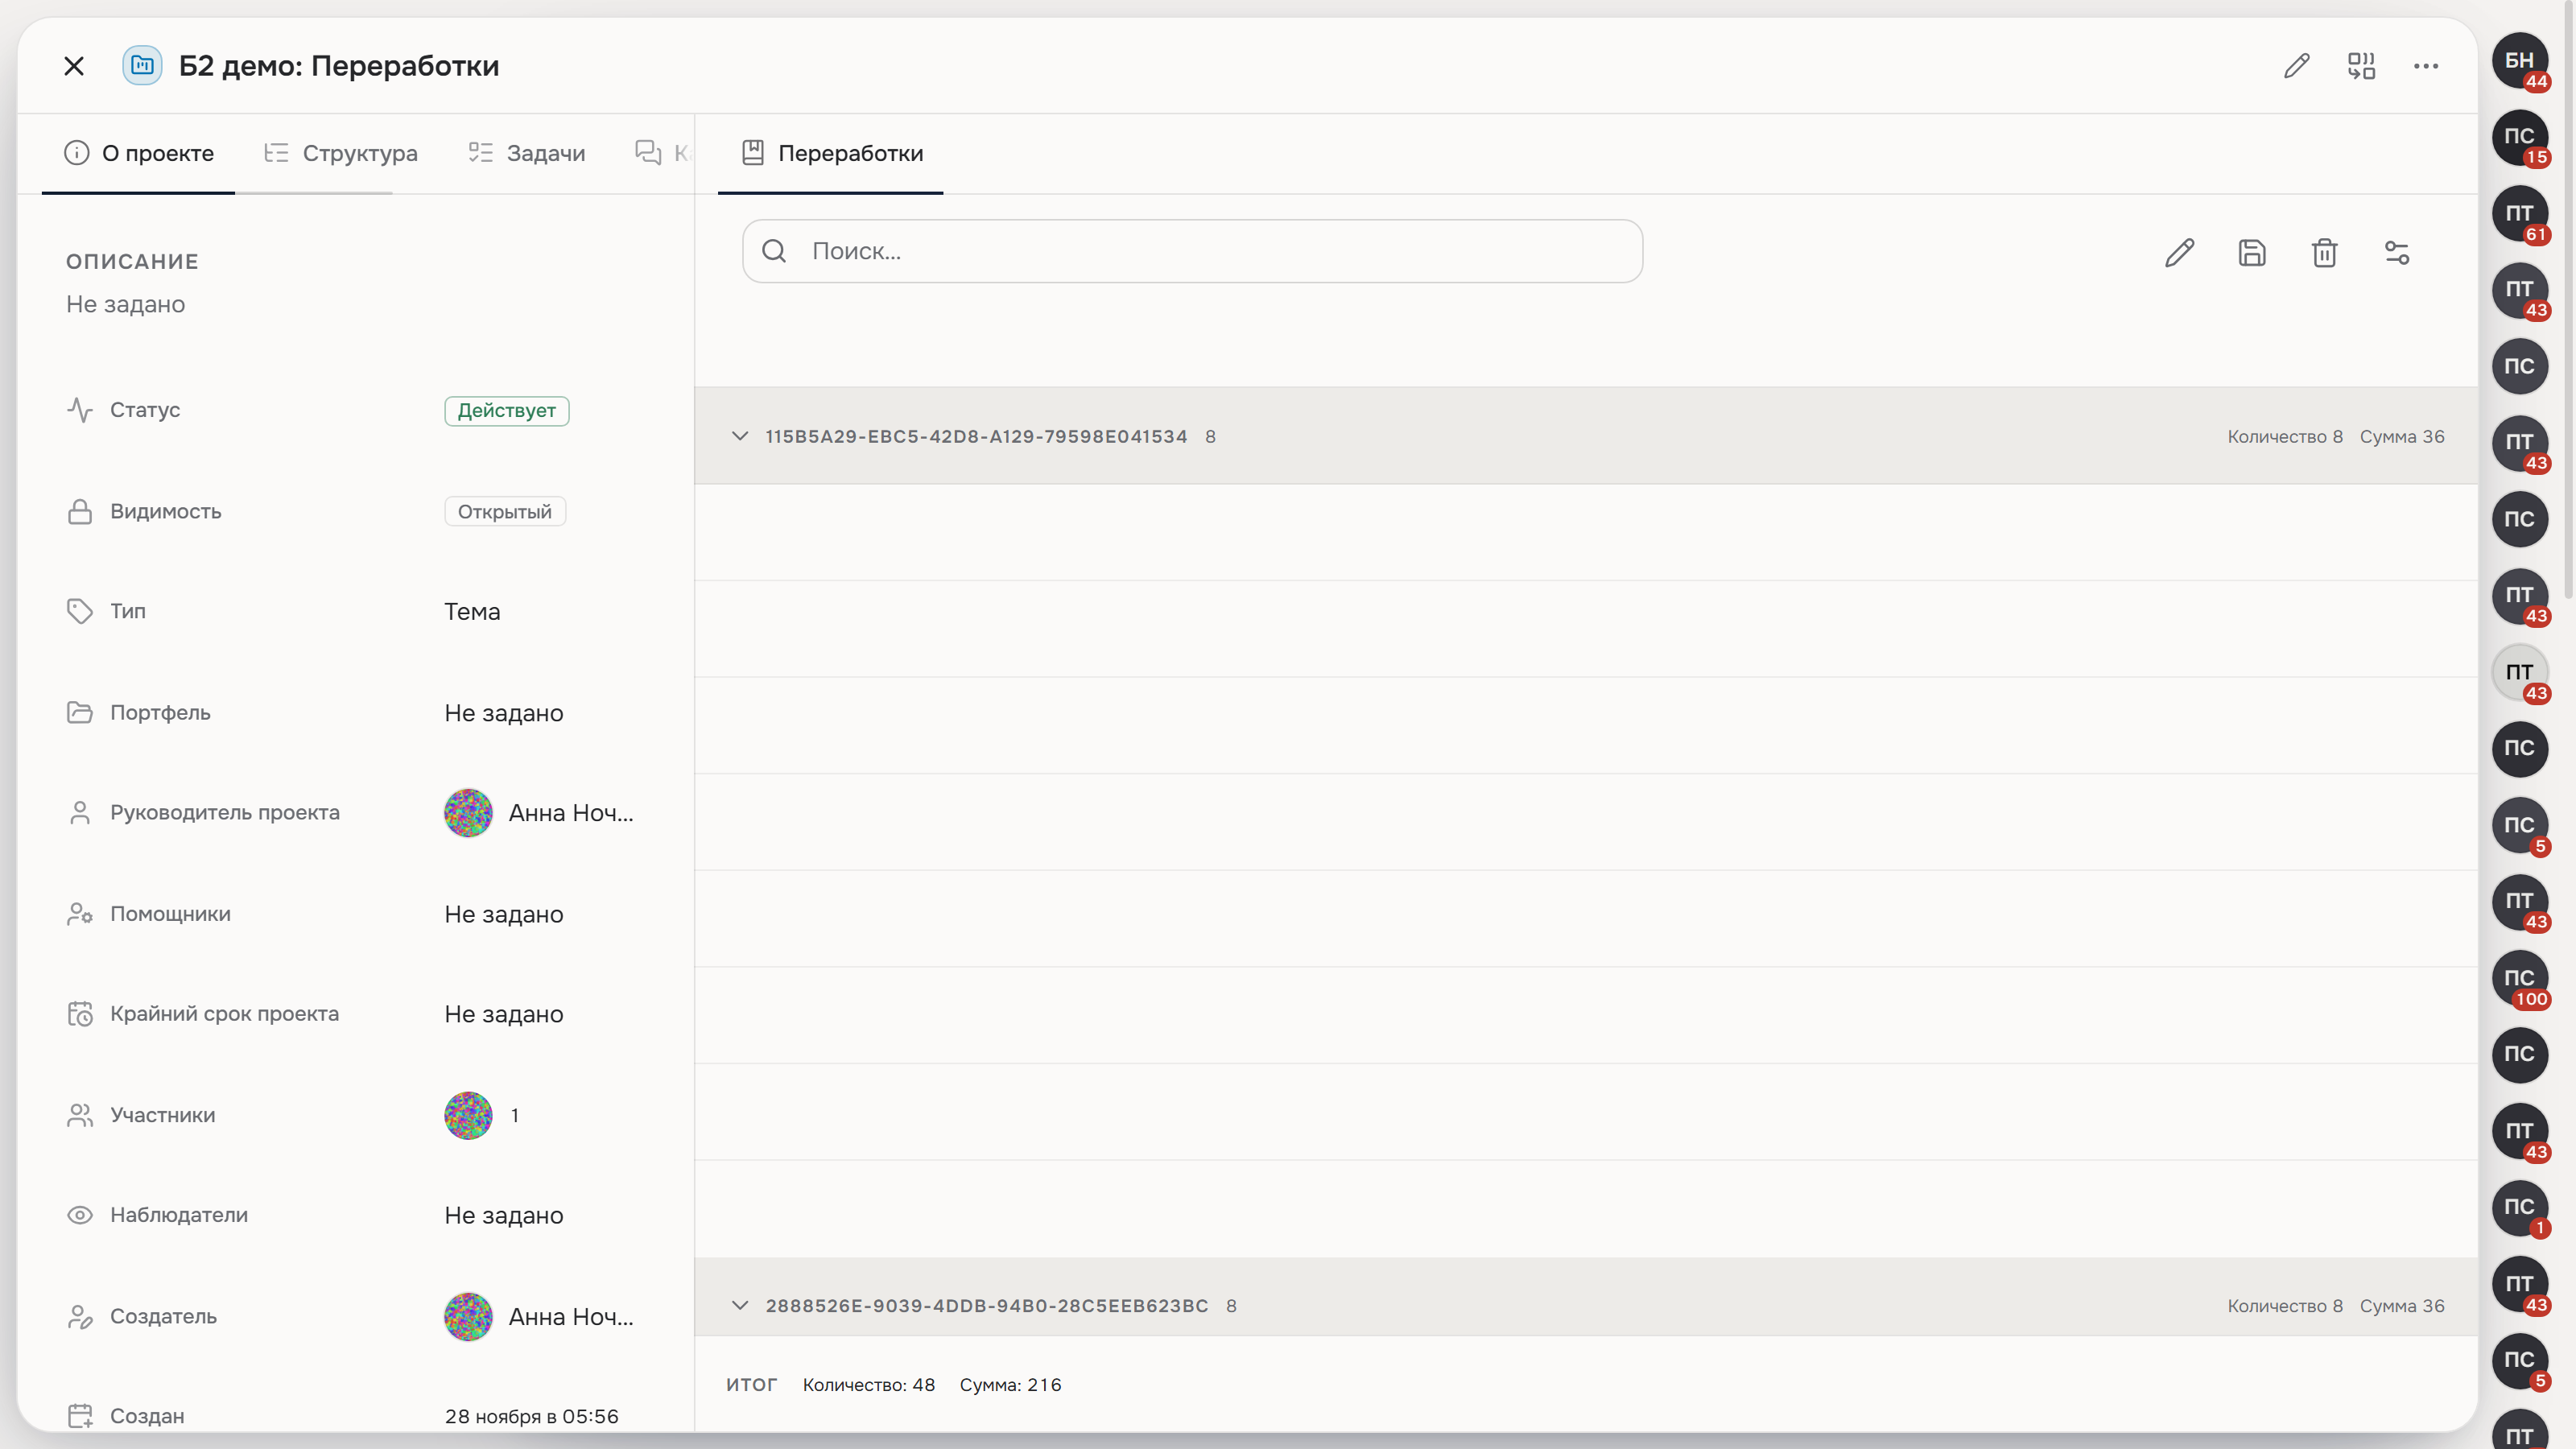 Б2 демо: Переработки
О проекте
Структура
Задачи
Переработки
ОПИСАНИЕ
Не задано
Статус
Действует
Видимость
Открытый
Тип
Тема
Портфель
Не задано
Руководитель проекта
Анна Ноч...
Помощники
Не задано
Крайний срок проекта
Не задано
Участники
1
Наблюдатели
Не задано
Создатель
Анна Ноч...
Создан
28 ноября в 05:56
Поиск...
115B5A29-EBC5-42D8-A129-79598E041534 8
Количество 8 Сумма 36
2888526E-9039-4DDB-94B0-28C5EEB623BC 8
Количество 8 Сумма 36
ИТОГ Количество: 48 Сумма: 216
БН
44
ПС
15
ПТ
61
ПТ
43
ПС
ПТ
43
ПС
ПТ
43
ПТ
43
ПС
ПС
5
ПТ
43
ПС
100
ПС
ПТ
43
ПС
1
ПТ
43
ПС
5
ПТ